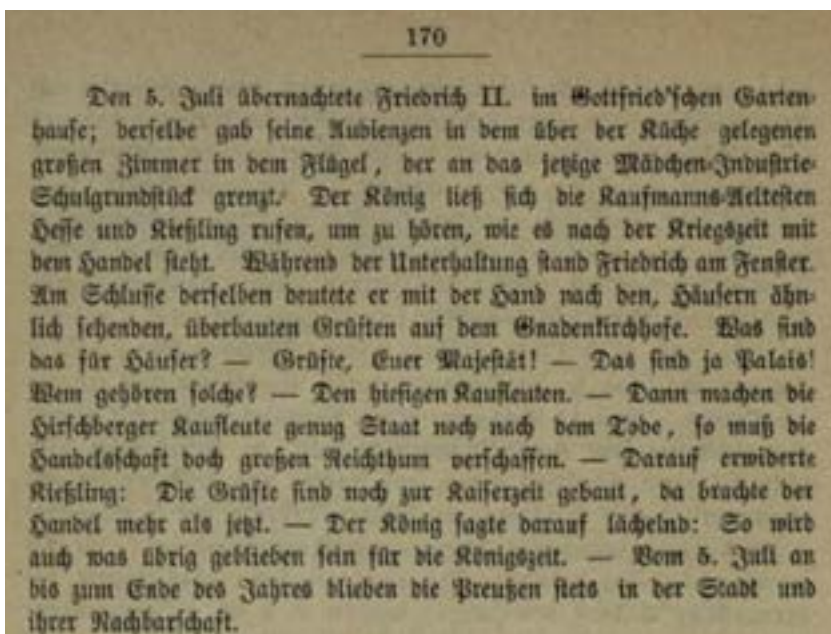 170
Den 5. Juli übernachtete Friedrich II. im Gottfried'schen Garten-
hause; derselbe gab seine Audienzen in dem über der Küche gelegenen
großen Zimmer in dem Flügel, der an das jetzige Mädchen-Industrie-
Schulgrundstück grenzt. Der König ließ sich die Kaufmanns-Aeltesten
Hesse und Kießling rufen, um zu hören, wie es nach der Kriegszeit mit
dem Handel steht. Während der Unterhaltung stand Friedrich am Fenster.
Am Schlusse derselben deutete er mit der Hand nach den, Häusern ähn-
lich sehenden, überbauten Grüften auf dem Gnadenkirchhofe. Was sind
das für Häuser? — Grüfte, Euer Majestät! — Das sind ja Palais!
Wem gehören solche? — Den hiesigen Kaufleuten. — Dann machen die
Hirschberger Kaufleute genug Staat noch nach dem Tode, so muß die
Handelsschaft doch großen Reichthum verschaffen. — Darauf erwiderte
Kießling: Die Grüfte sind noch zur Kaiserzeit gebaut, da brachte der
Handel mehr als jetzt. — Der König sagte darauf lächelnd: So wird
auch was übrig geblieben sein für die Königszeit. — Vom 5. Juli an
bis zum Ende des Jahres blieben die Preußen stets in der Stadt und
ihrer Nachbarschaft.